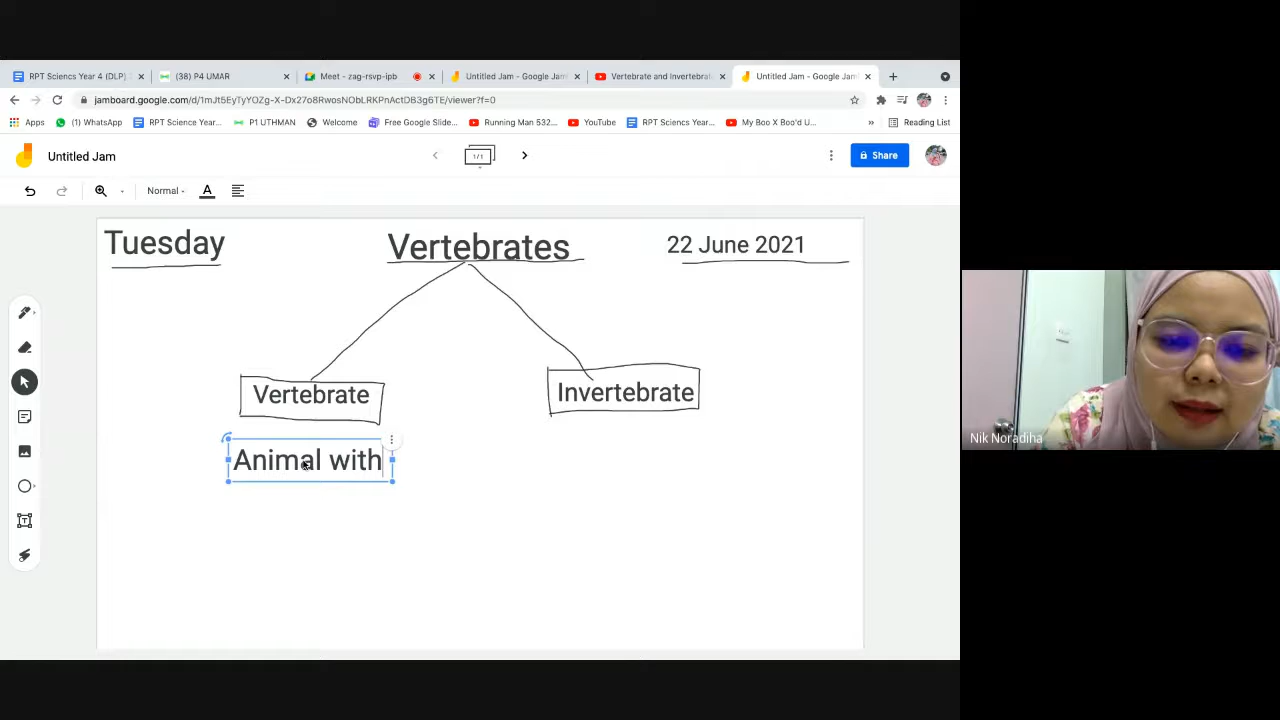 RPT Sciencs Year 4 (DLP)
(38) P4 UMAR
Meet - zag-rsvp-ipb
Untitled Jam - Google Jam
Vertebrate and Invertebrat
Untitled Jam - Google Jam
jamboard.google.com/d/1mJt5EyTyYOZg-X-Dx27o8RwosNObLRKPnActDB3g6TE/viewer?f=0
Apps
(1) WhatsApp
RPT Science Year...
P1 UTHMAN
Welcome
Free Google Slide...
Running Man 532...
YouTube
RPT Sciencs Year...
My Boo X Boo'd U...
»
Reading List
Untitled Jam
1/1
Share
Normal
A
Tuesday
Vertebrates
22 June 2021
Vertebrate
Invertebrate
Animal with
Nik Noradiha